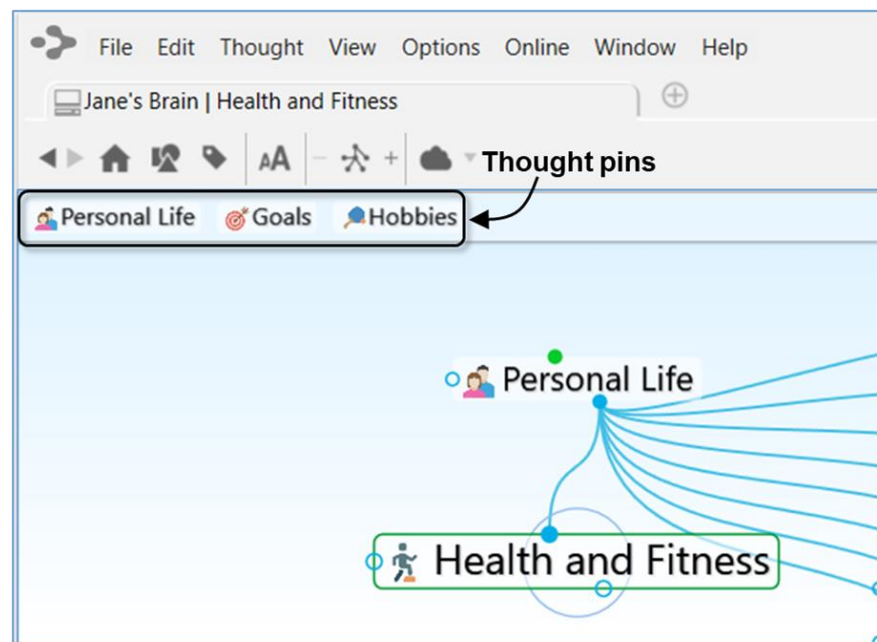 File Edit Thought View Options Online Window Help
Jane's Brain | Health and Fitness
AA Thought pins
Personal Life Goals Hobbies
Personal Life
Health and Fitness